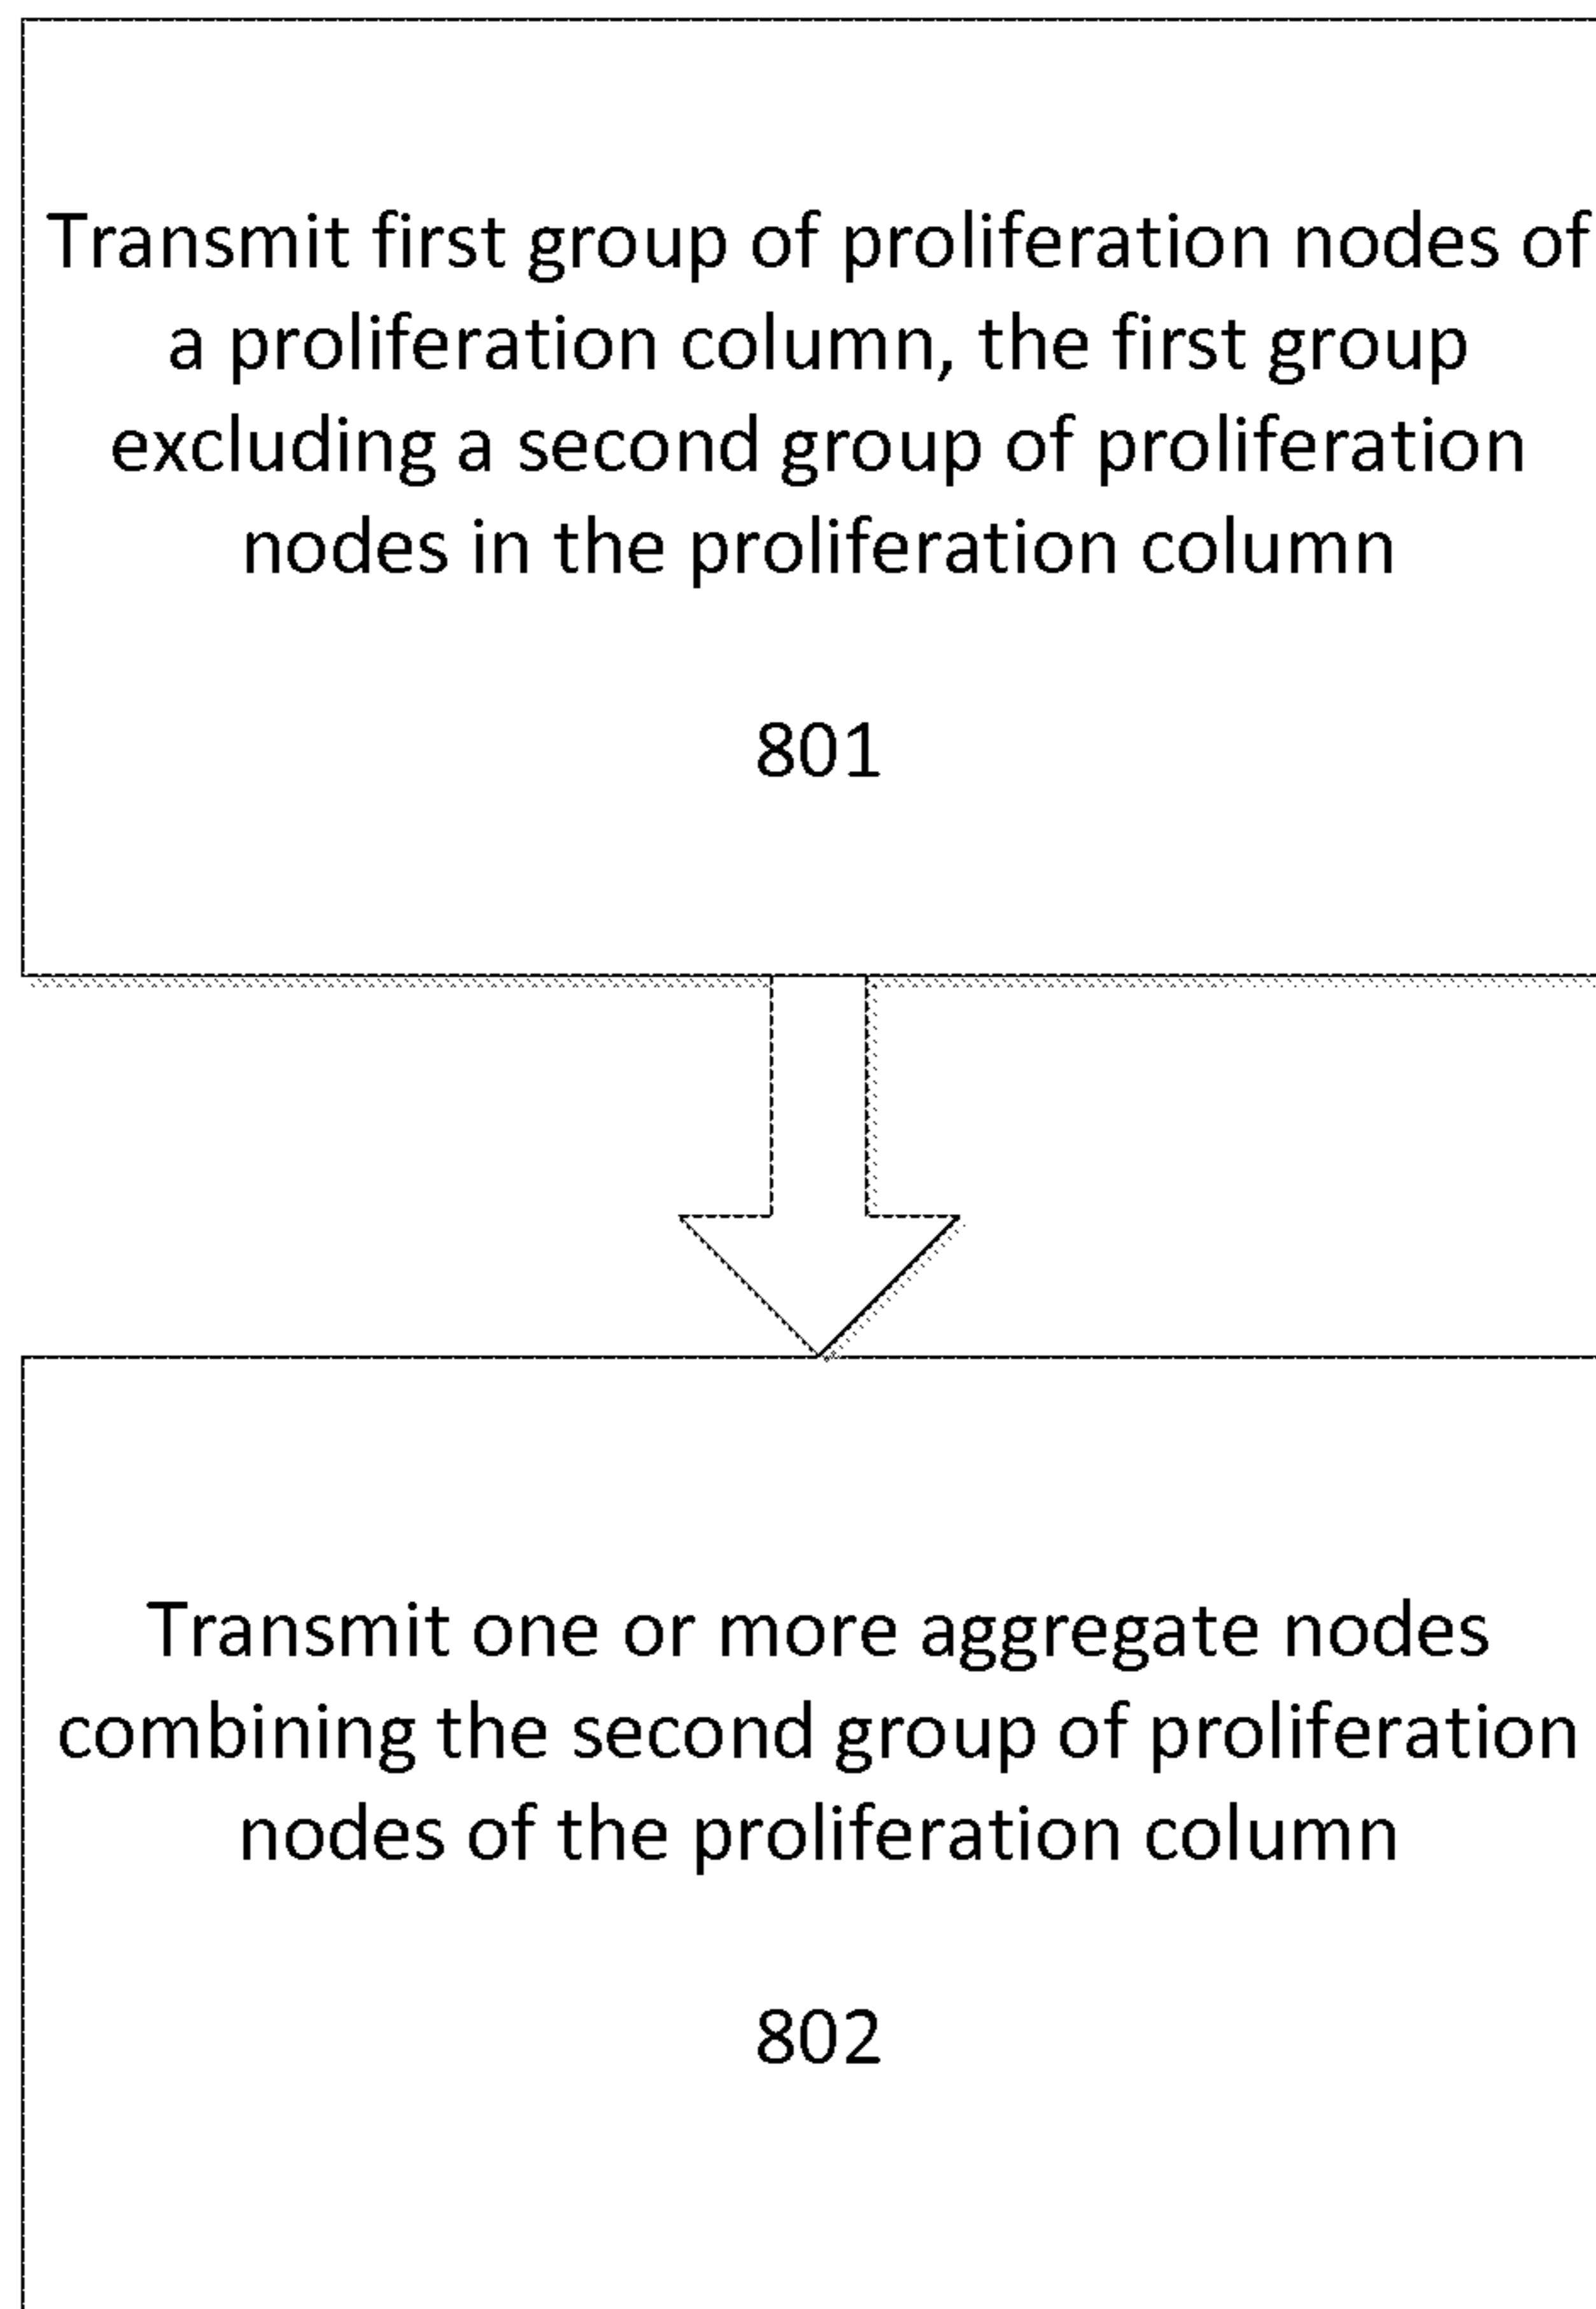 Transmit first group of proliferation nodes of
a proliferation column, the first group
excluding a second group of proliferation
nodes in the proliferation column
801
Transmit one or more aggregate nodes
combining the second group of proliferation
nodes of the proliferation column
802